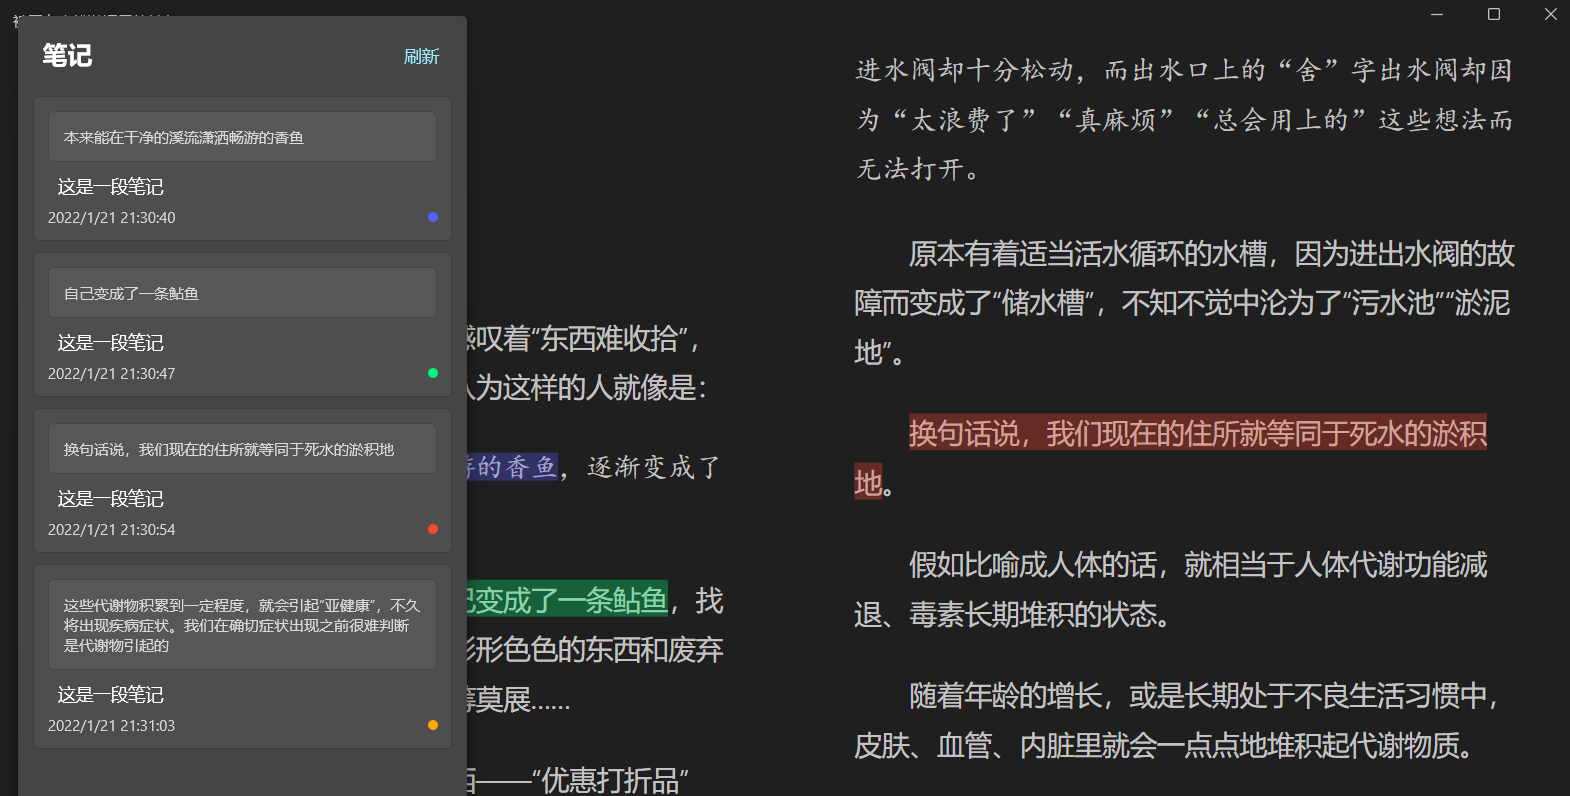 笔记
刷新
本来能在干净的溪流潇洒畅游的香鱼
这是一段笔记
2022/1/21 21:30:40
自己变成了一条鲇鱼
这是一段笔记
2022/1/21 21:30:47
换句话说，我们现在的住所就等同于死水的淤积地
这是一段笔记
2022/1/21 21:30:54
这些代谢物积累到一定程度，就会引起“亚健康”，不久
将出现疾病症状。我们在确切症状出现之前很难判断
是代谢物引起的
这是一段笔记
2022/1/21 21:31:03
叹着“东西难收拾”，
为这样的人就像是：
的香鱼，逐渐变成了
变成了一条鲇鱼，找
形色色的东西和废弃
莫展……
——“优惠打折品”
进水阀却十分松动，而出水口上的“舍”字出水阀却因
为“太浪费了”“真麻烦”“总会用上的”这些想法而
无法打开。
原本有着适当活水循环的水槽，因为进出水阀的故
障而变成了“储水槽”，不知不觉中沦为了“污水池”“淤泥
地”。
换句话说，我们现在的住所就等同于死水的淤积
地。
假如比喻成人体的话，就相当于人体代谢功能减
退、毒素长期堆积的状态。
随着年龄的增长，或是长期处于不良生活习惯中，
皮肤、血管、内脏里就会一点点地堆积起代谢物质。